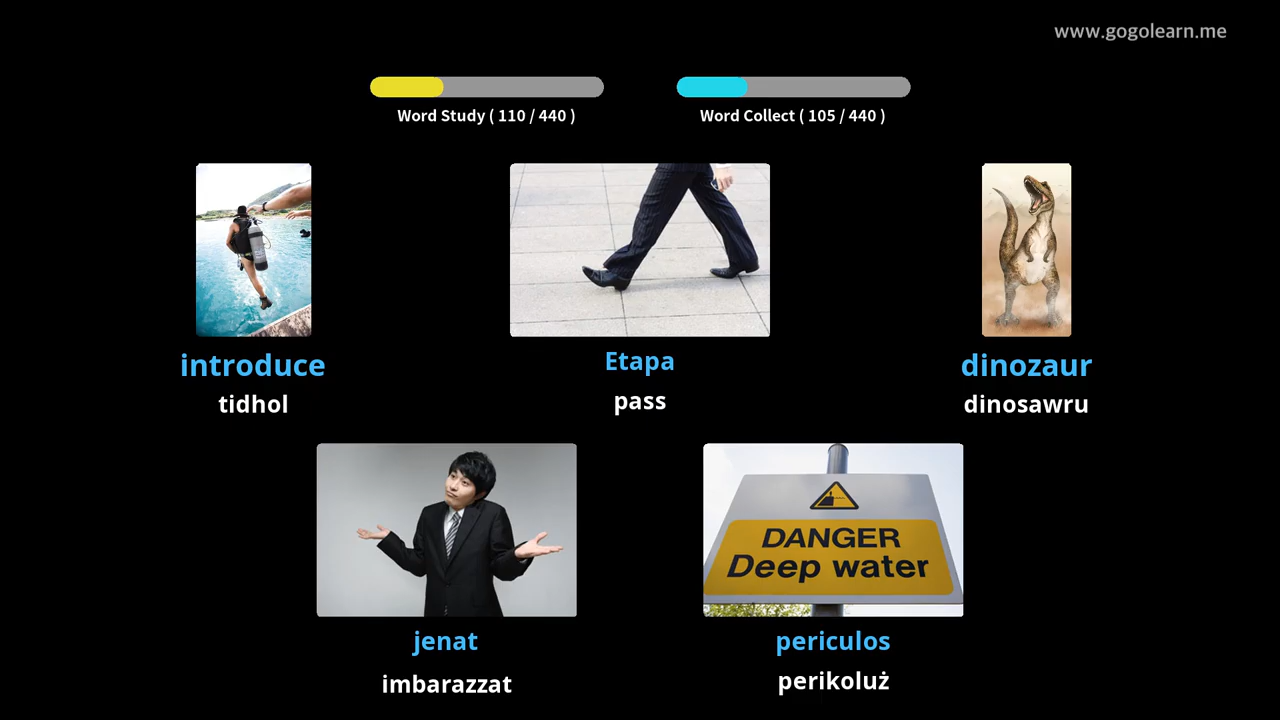 www.gogolearn.me
Word Study ( 110 / 440 )
Word Collect ( 105 / 440 )
introduce
tidhol
Etapa
pass
dinozaur
dinosawru
jenat
imbarazzat
DANGER
Deep water
periculos
perikoluż